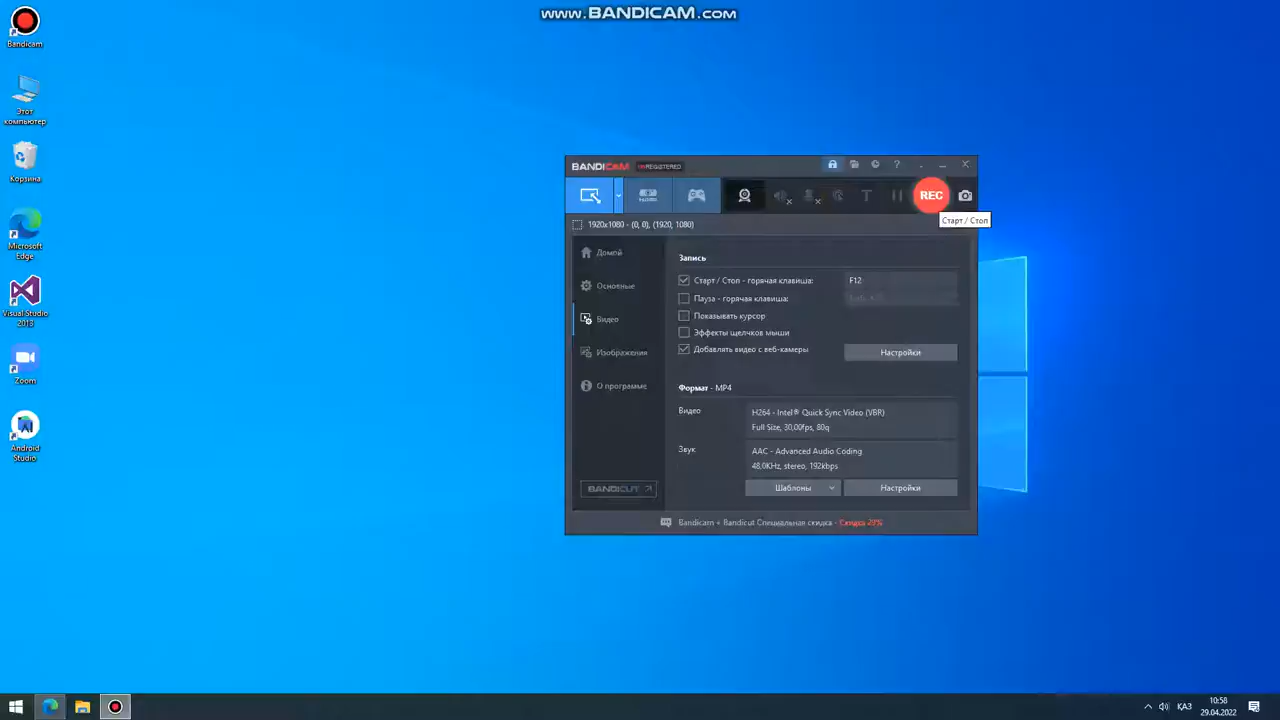 www.BANDICAM.com
Bandicam
Этот
компьютер
Корзина
Microsoft
Edge
Visual Studio
2013
Zoom
Android
Studio
BANDICAM UNREGISTERED
REC
Старт / Стоп
1920x1080 - (0, 0), (1920, 1080)
Домой
Основные
Видео
Изображения
О программе
BANDICUT
Запись
Старт / Стоп - горячая клавиша:
F12
Пауза - горячая клавиша:
Показывать курсор
Эффекты щелчков мыши
Добавлять видео с веб-камеры
Настройки
Формат - MP4
Видео
H264 - Intel® Quick Sync Video (VBR)
Full Size, 30,00fps, 80q
Звук
AAC - Advanced Audio Coding
48,0KHz, stereo, 192kbps
Шаблоны
Настройки
Bandicam + Bandicut Специальная скидка - Скидка 29%
ҚАЗ
10:58
29.04.2022